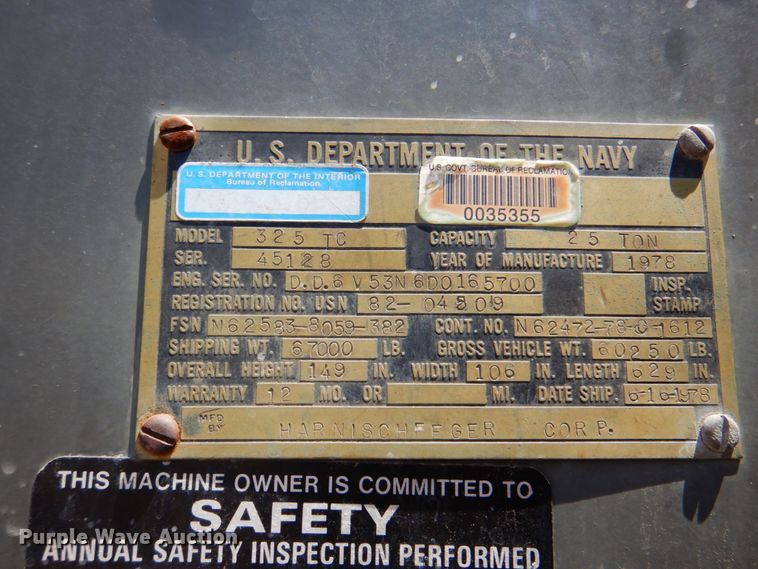 U.S. DEPARTMENT OF THE NAVY
U.S. DEPARTMENT OF THE INTERIOR
Bureau of Reclamation
U.S. GOVT. BUREAU OF RECLAMATIO
0035355
MODEL 325 TC CAPACITY 25 TON
SER. 45128 YEAR OF MANUFACTURE 1978
ENG. SER. NO. D.D.6V53N6D0165700 INSP.
REGISTRATION NO. USN 82-04509 STAMP
FSN N62583-8059-382 CONT. NO. N62472-78-C-1612
SHIPPING WT. 67000 LB. GROSS VEHICLE WT. 60250 LB.
OVERALL HEIGHT 149 IN. WIDTH 106 IN. LENGTH 629 IN.
WARRANTY 12 MO. OR MI. DATE SHIP. 6-16-1978
MFD
BY HARNISCHFEGER CORP.
THIS MACHINE OWNER IS COMMITTED TO
SAFETY
ANNUAL SAFETY INSPECTION PERFORMED
Purple Wave Auction